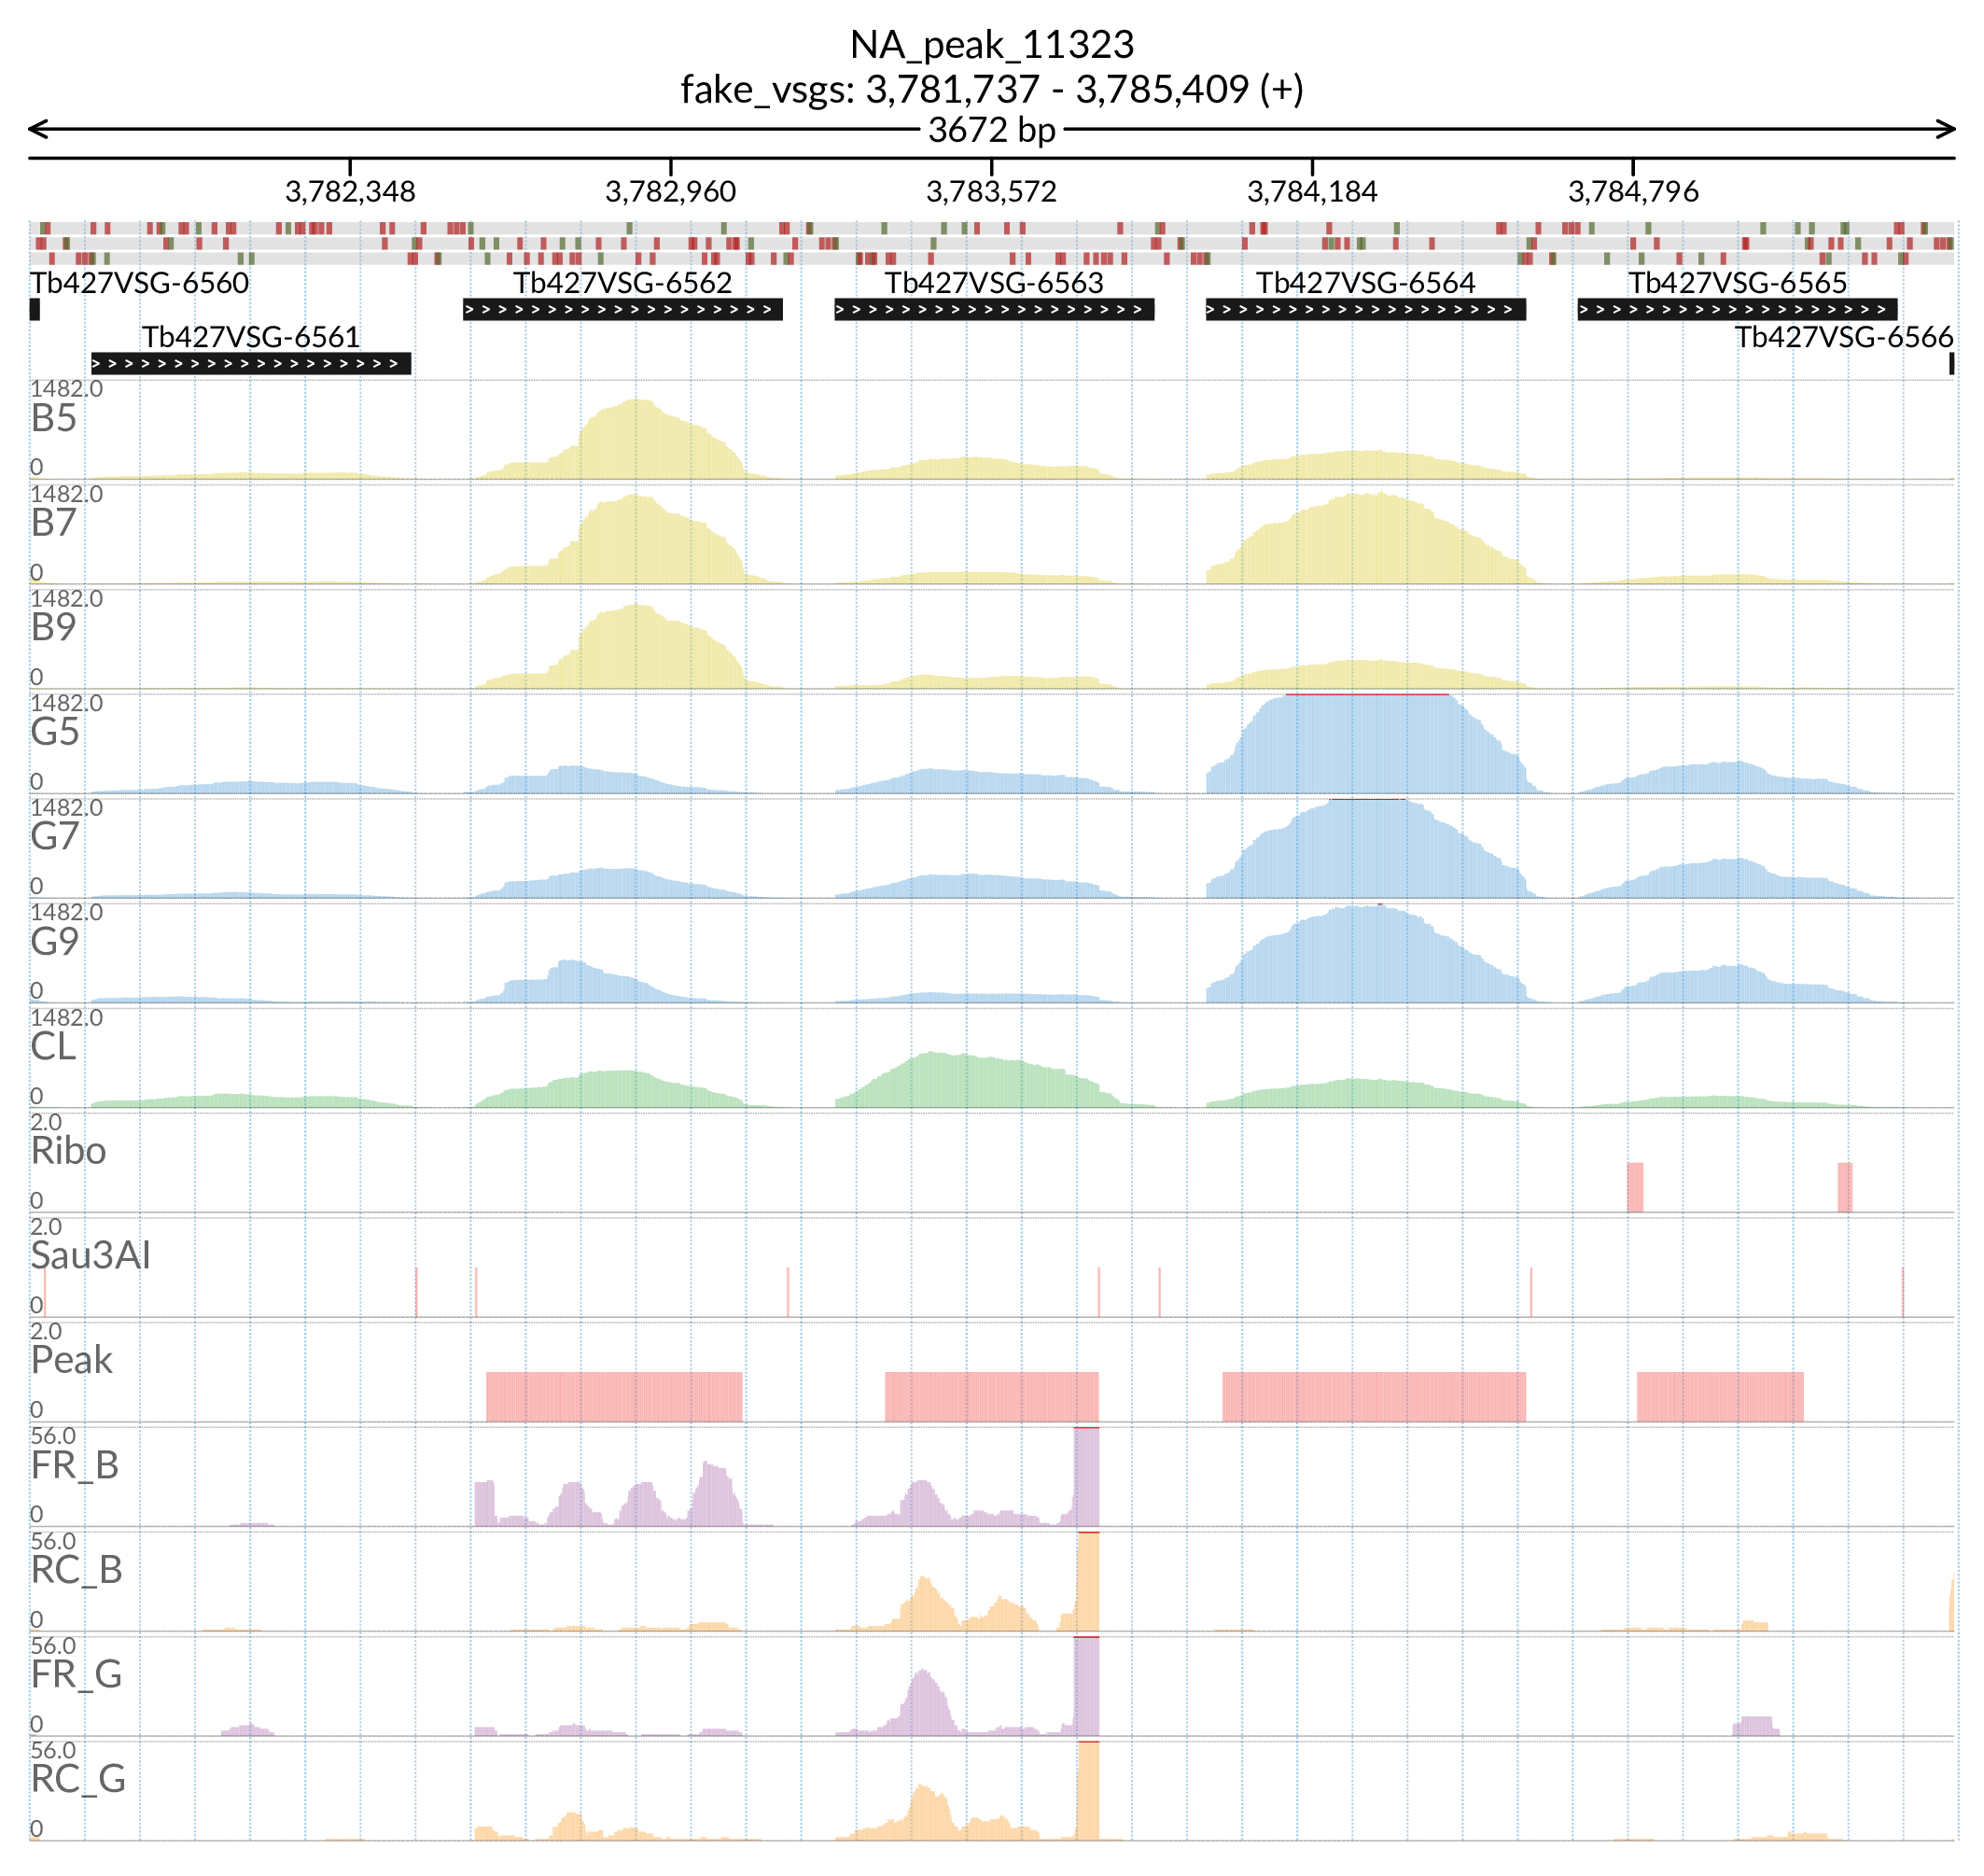 NA_peak_11323
fake_vsgs: 3,781,737 - 3,785,409 (+)
3672 bp
3,782,348 3,782,960 3,783,572 3,784,184 3,784,796
Tb427VSG-6560 Tb427VSG-6562 Tb427VSG-6563 Tb427VSG-6564 Tb427VSG-6565
Tb427VSG-6561 Tb427VSG-6566
1482.0
B5
0
1482.0
B7
0
1482.0
B9
0
1482.0
G5
0
1482.0
G7
0
1482.0
G9
0
1482.0
CL
0
2.0
Ribo
0
2.0
Sau3AI
0
2.0
Peak
0
56.0
FR_B
0
56.0
RC_B
0
56.0
FR_G
0
56.0
RC_G
0